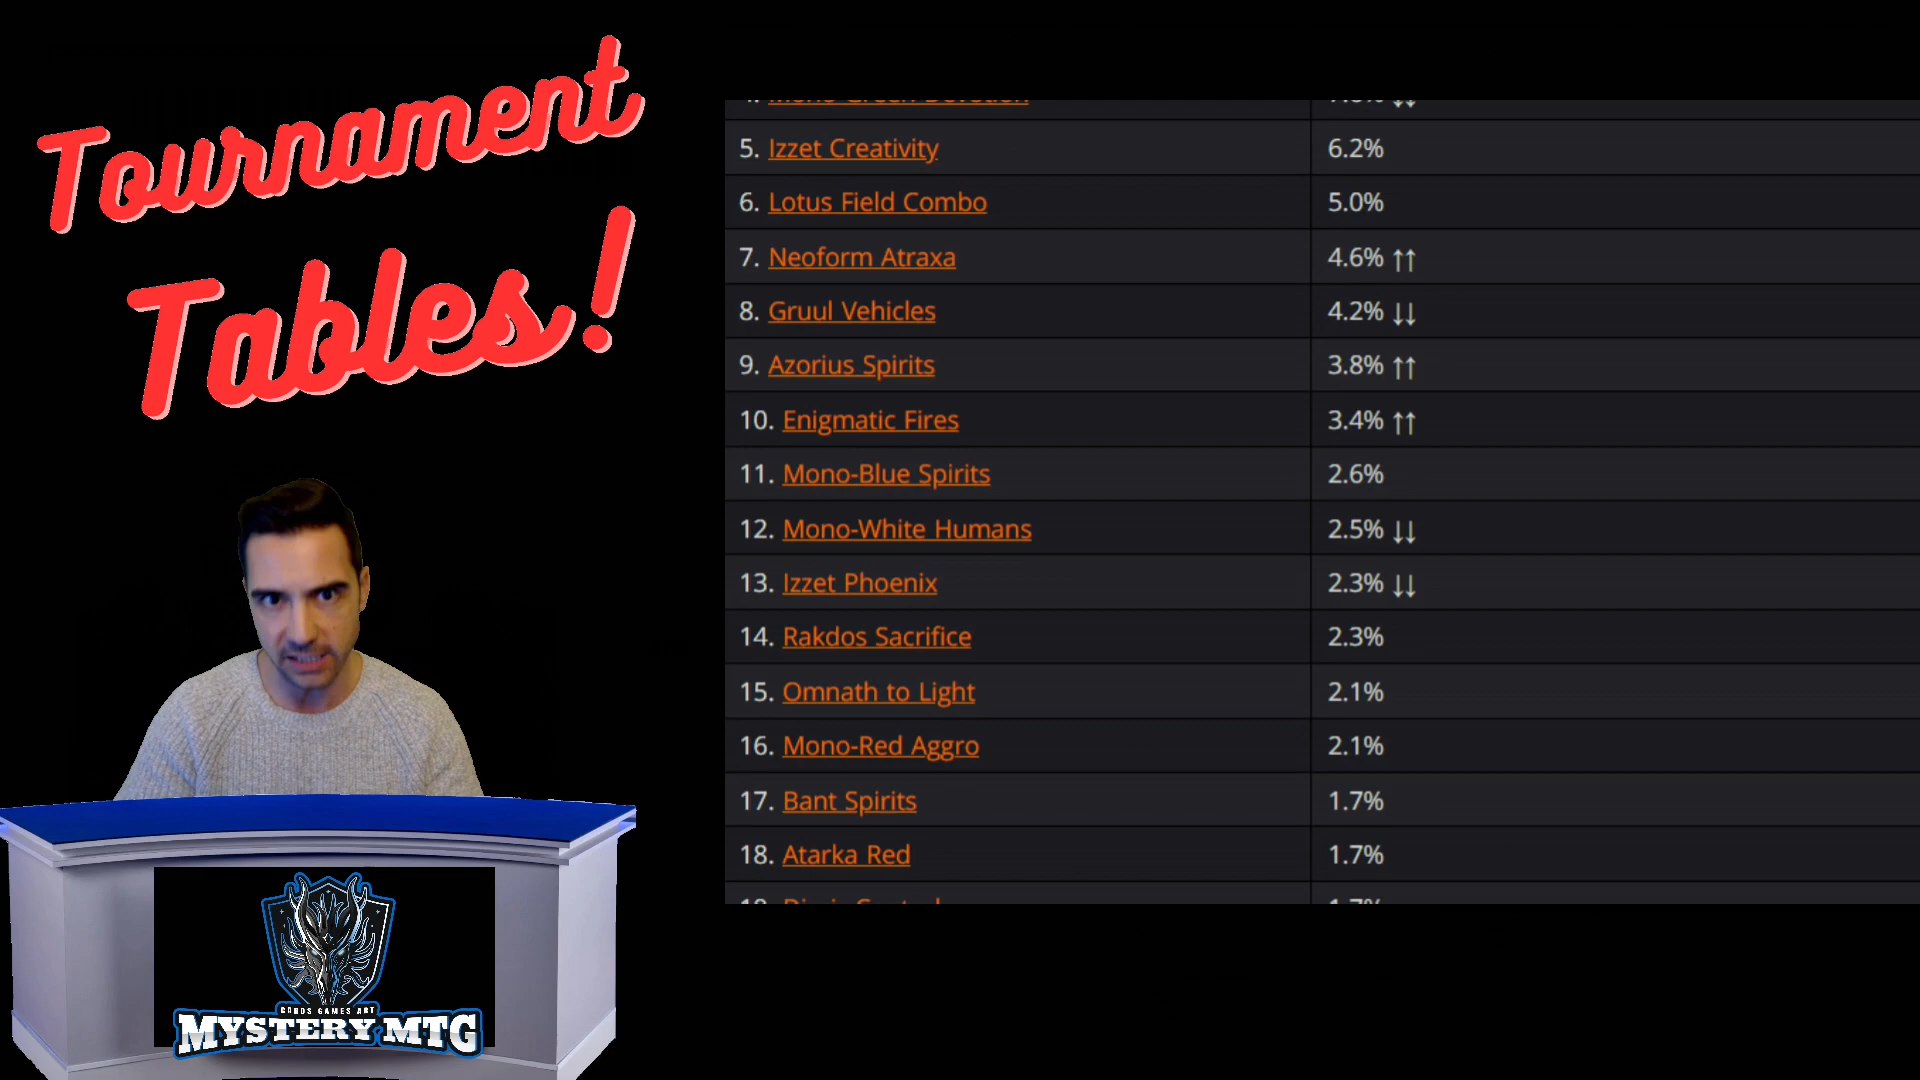 Tournament
Tables!
5. Izzet Creativity 6.2%
6. Lotus Field Combo 5.0%
7. Neoform Atraxa 4.6% ↑↑
8. Gruul Vehicles 4.2% ↓↓
9. Azorius Spirits 3.8% ↑↑
10. Enigmatic Fires 3.4% ↑↑
11. Mono-Blue Spirits 2.6%
12. Mono-White Humans 2.5% ↓↓
13. Izzet Phoenix 2.3% ↓↓
14. Rakdos Sacrifice 2.3%
15. Omnath to Light 2.1%
16. Mono-Red Aggro 2.1%
17. Bant Spirits 1.7%
18. Atarka Red 1.7%
CARDS GAMES ART
MYSTERY MTG